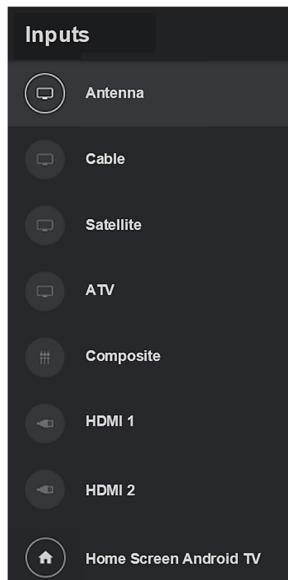 Inputs
Antenna
Cable
Satellite
ATV
Composite
HDMI 1
HDMI 2
Home Screen Android TV